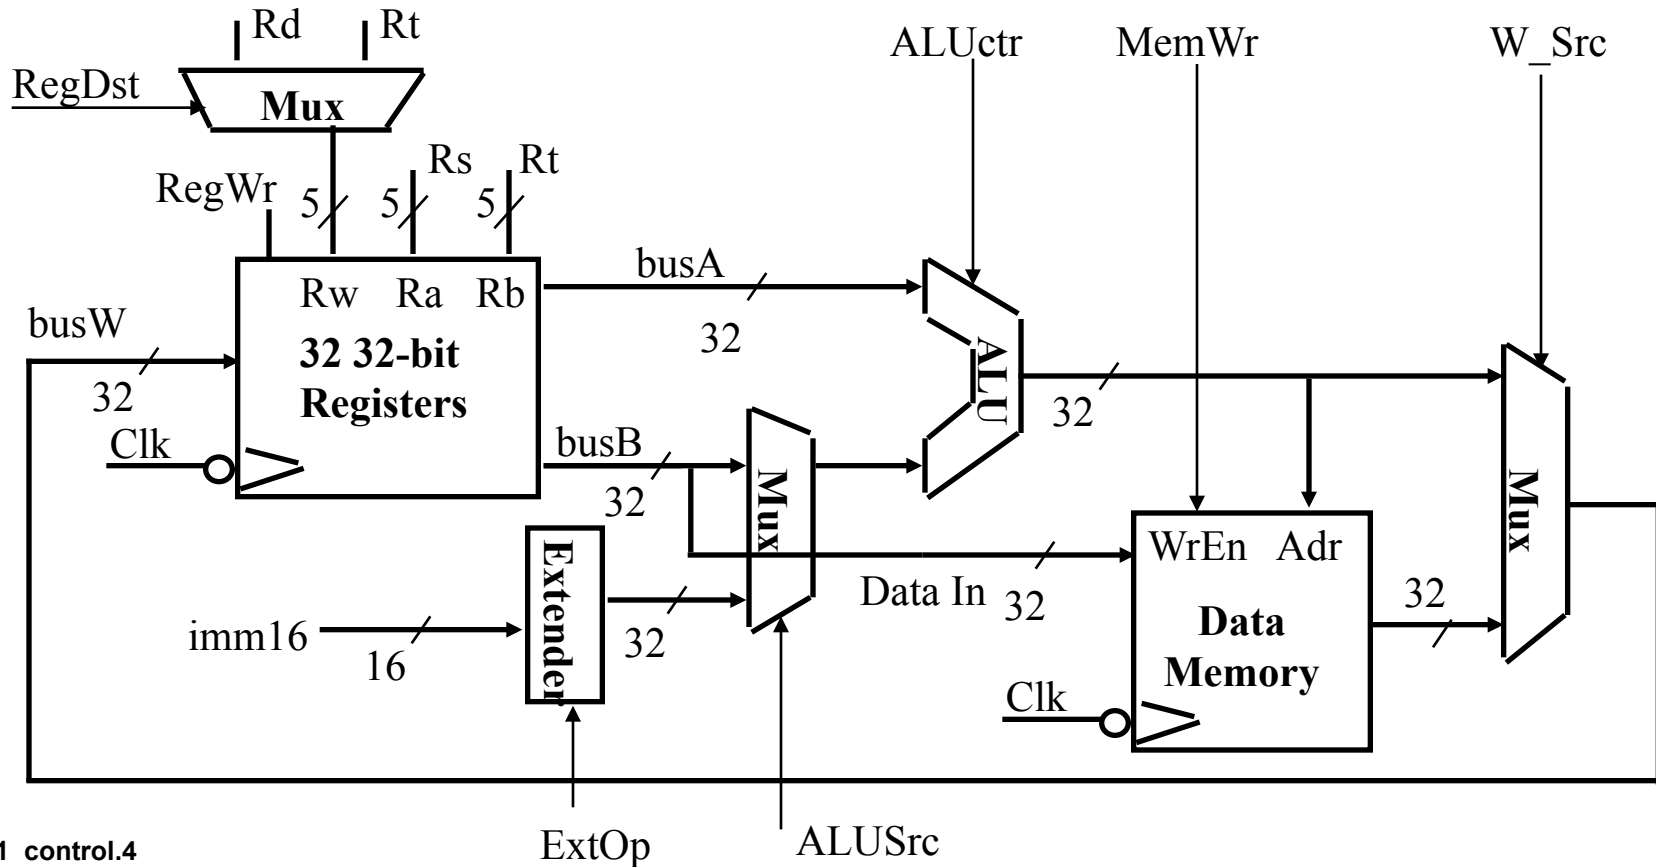 Rd Rt
ALUctr MemWr W_Src
RegDst
Mux
Rs Rt
RegWr 5 5 5
busA
Rw Ra Rb
busW 32
32 32-bit
Registers
32
ALU
32
Clk
busB
32
Mux
Mux
Extender
WrEn Adr
Data In 32
32
imm16
16
32
Data
Memory
Clk
ExtOp ALUSrc
1 control.4